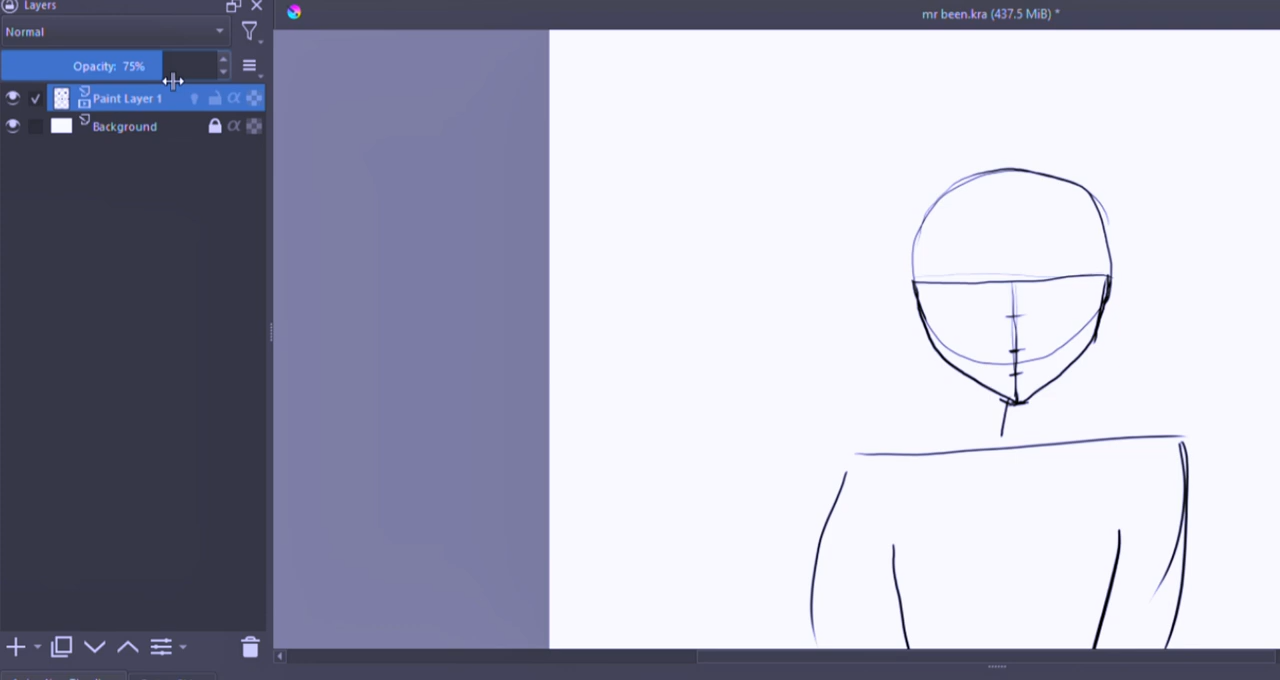 Layers
mr been.kra (437.5 MiB) *
Normal
Opacity: 75%
Paint Layer 1
Background